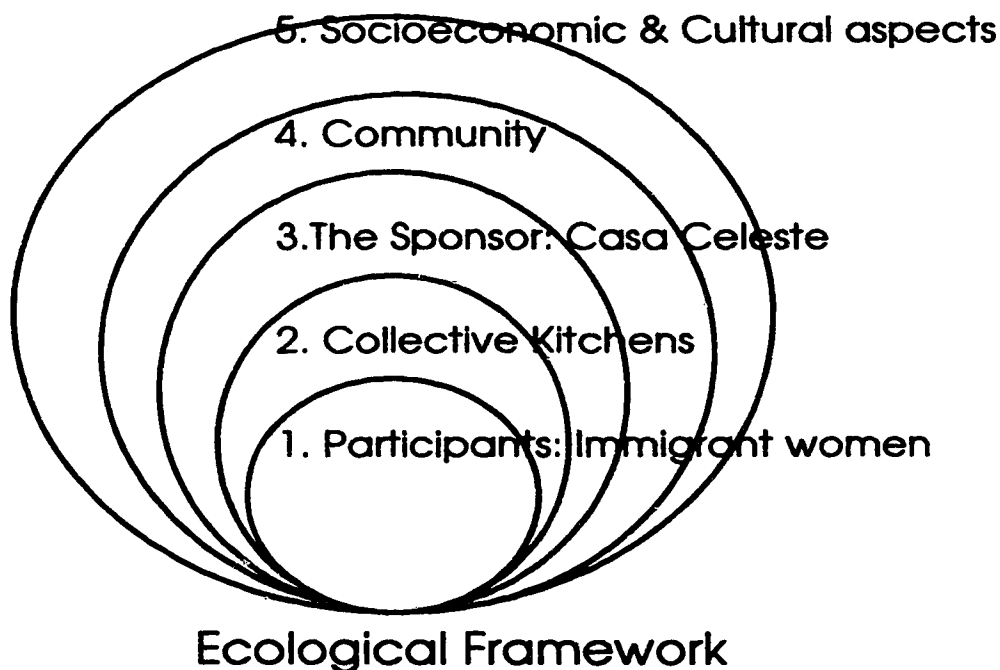 5. Socioeconomic & Cultural aspects
4. Community
3.The Sponsor: Casa Celeste
2. Collective Kitchens
1. Participants: Immigrant women
Ecological Framework